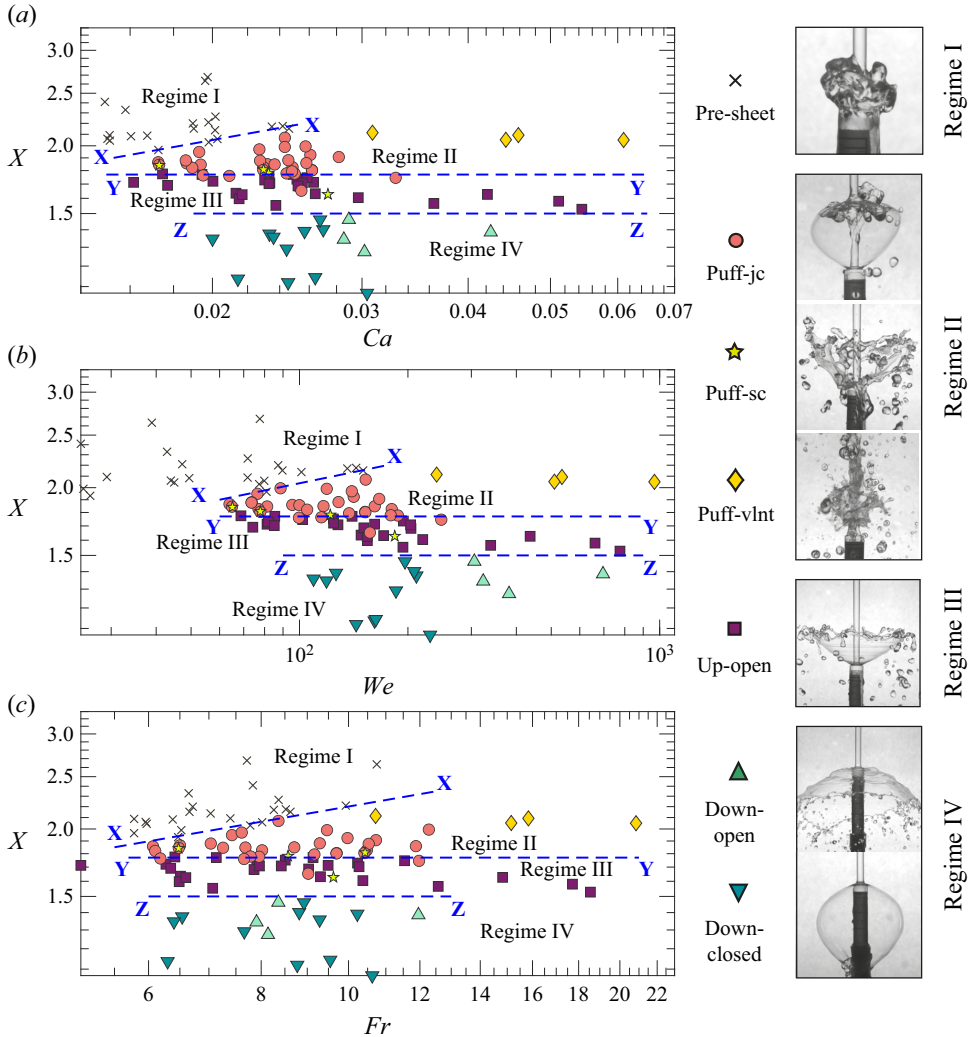 (a)
3.0
2.5
2.0
1.5
X
Regime I
X
X
Regime II
Y
Y
Regime III
Z
Z
Regime IV
0.02
0.03
0.04
0.05
0.06
0.07
Ca
(b)
3.0
2.5
2.0
1.5
X
Regime I
X
X
Regime II
Y
Y
Regime III
Z
Z
Regime IV
10²
10³
We
(c)
3.0
2.5
2.0
1.5
X
Regime I
X
X
Regime II
Y
Y
Regime III
Z
Z
Regime IV
6
8
10
12
14
16
18
20
22
Fr
Pre-sheet
Regime I
Puff-jc
Puff-sc
Puff-vlnt
Regime II
Up-open
Regime III
Down-
open
Down-
closed
Regime IV